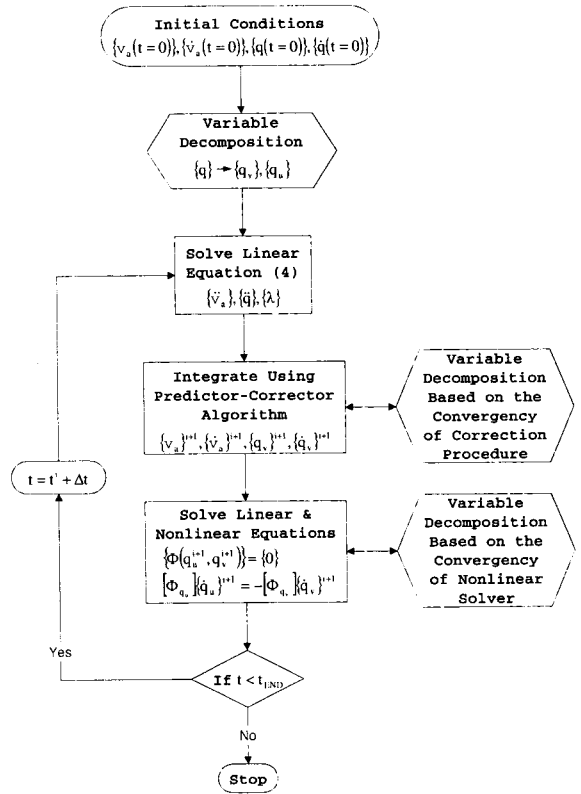 Initial Conditions
{v_a(t=0)},{v̇_a(t=0)},{q(t=0)},{q̇(t=0)}
Variable
Decomposition
{q}→{q_v},{q_u}
Solve Linear
Equation (4)
{v̈_a},{q̈},{λ}
Integrate Using
Predictor-Corrector
Algorithm
{v_a}^{i+1},{v̇_a}^{i+1},{q_v}^{i+1},{q̇_v}^{i+1}
Variable
Decomposition
Based on the
Convergency
of Correction
Procedure
t = t' + Δt
Solve Linear &
Nonlinear Equations
{Φ(q_u^{i+1}, q_v^{i+1})} = {0}
[Φ_{q_u}]{q̇_u}^{i+1} = -[Φ_{q_v}]{q̇_v}^{i+1}
Variable
Decomposition
Based on the
Convergency
of Nonlinear
Solver
Yes
If t < t_END
No
Stop